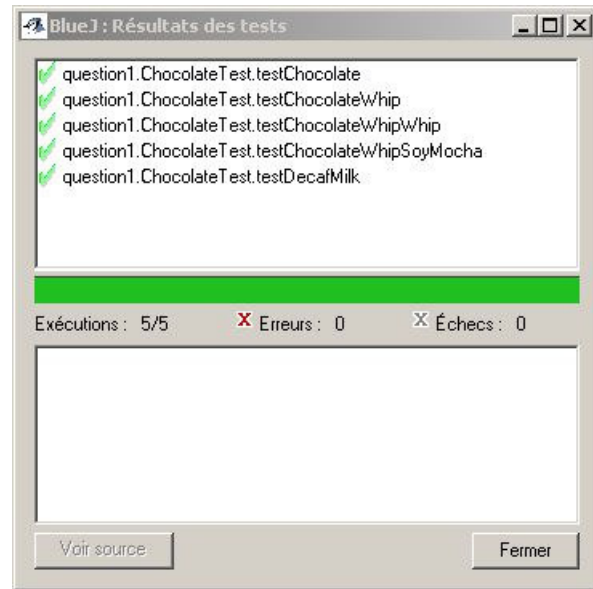 BlueJ : Résultats des tests
question1.ChocolateTest.testChocolate
question1.ChocolateTest.testChocolateWhip
question1.ChocolateTest.testChocolateWhipWhip
question1.ChocolateTest.testChocolateWhipSoyMocha
question1.ChocolateTest.testDecafMilk
Exécutions : 5/5 X Erreurs : 0 X Échecs : 0
Voir source Fermer